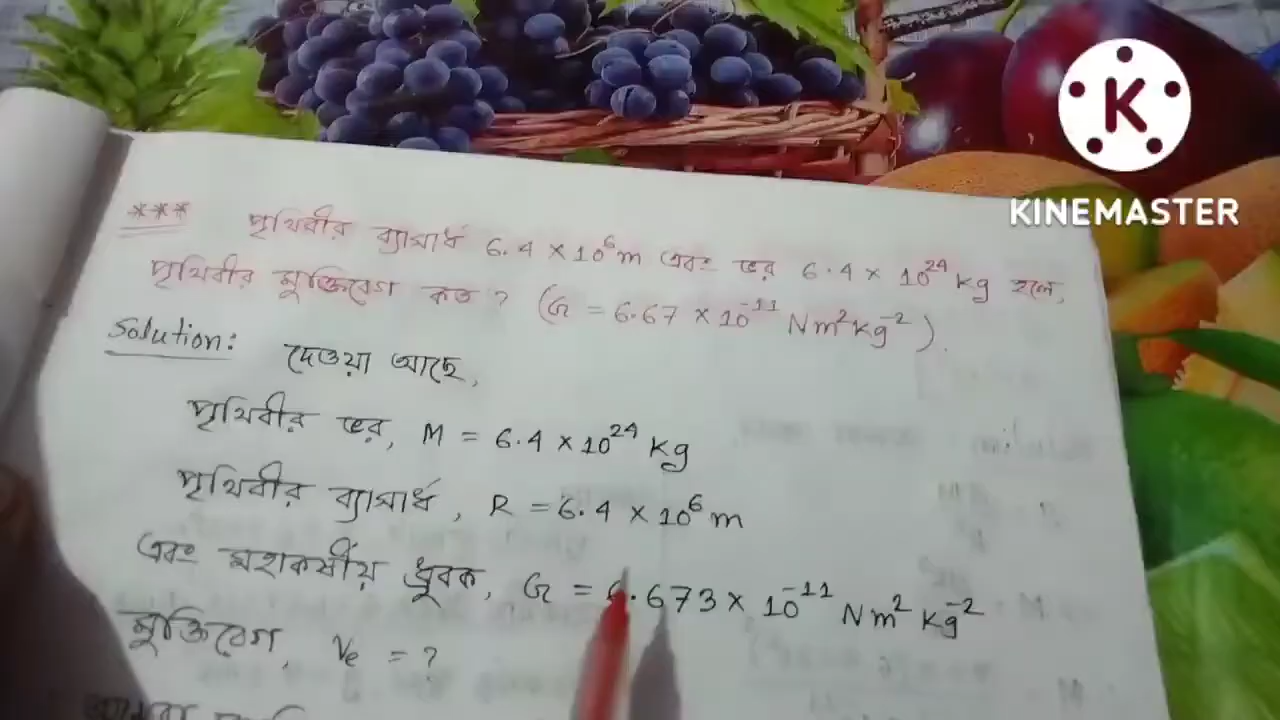 K
KINEMASTER
*** পৃথিবীর ব্যাসার্ধ 6.4 × 10⁶ m এবং ভর 6.4 × 10²⁴ kg হলে,
পৃথিবীর মুক্তিবেগ কত ? (G = 6.67 × 10⁻¹¹ Nm² kg⁻²).
Solution: দেওয়া আছে,
পৃথিবীর ভর, M = 6.4 × 10²⁴ kg
পৃথিবীর ব্যাসার্ধ, R = 6.4 × 10⁶ m
এবং মহাকর্ষীয় ধ্রুবক, G = 6.673 × 10⁻¹¹ Nm² kg⁻²
মুক্তিবেগ, Ve = ?